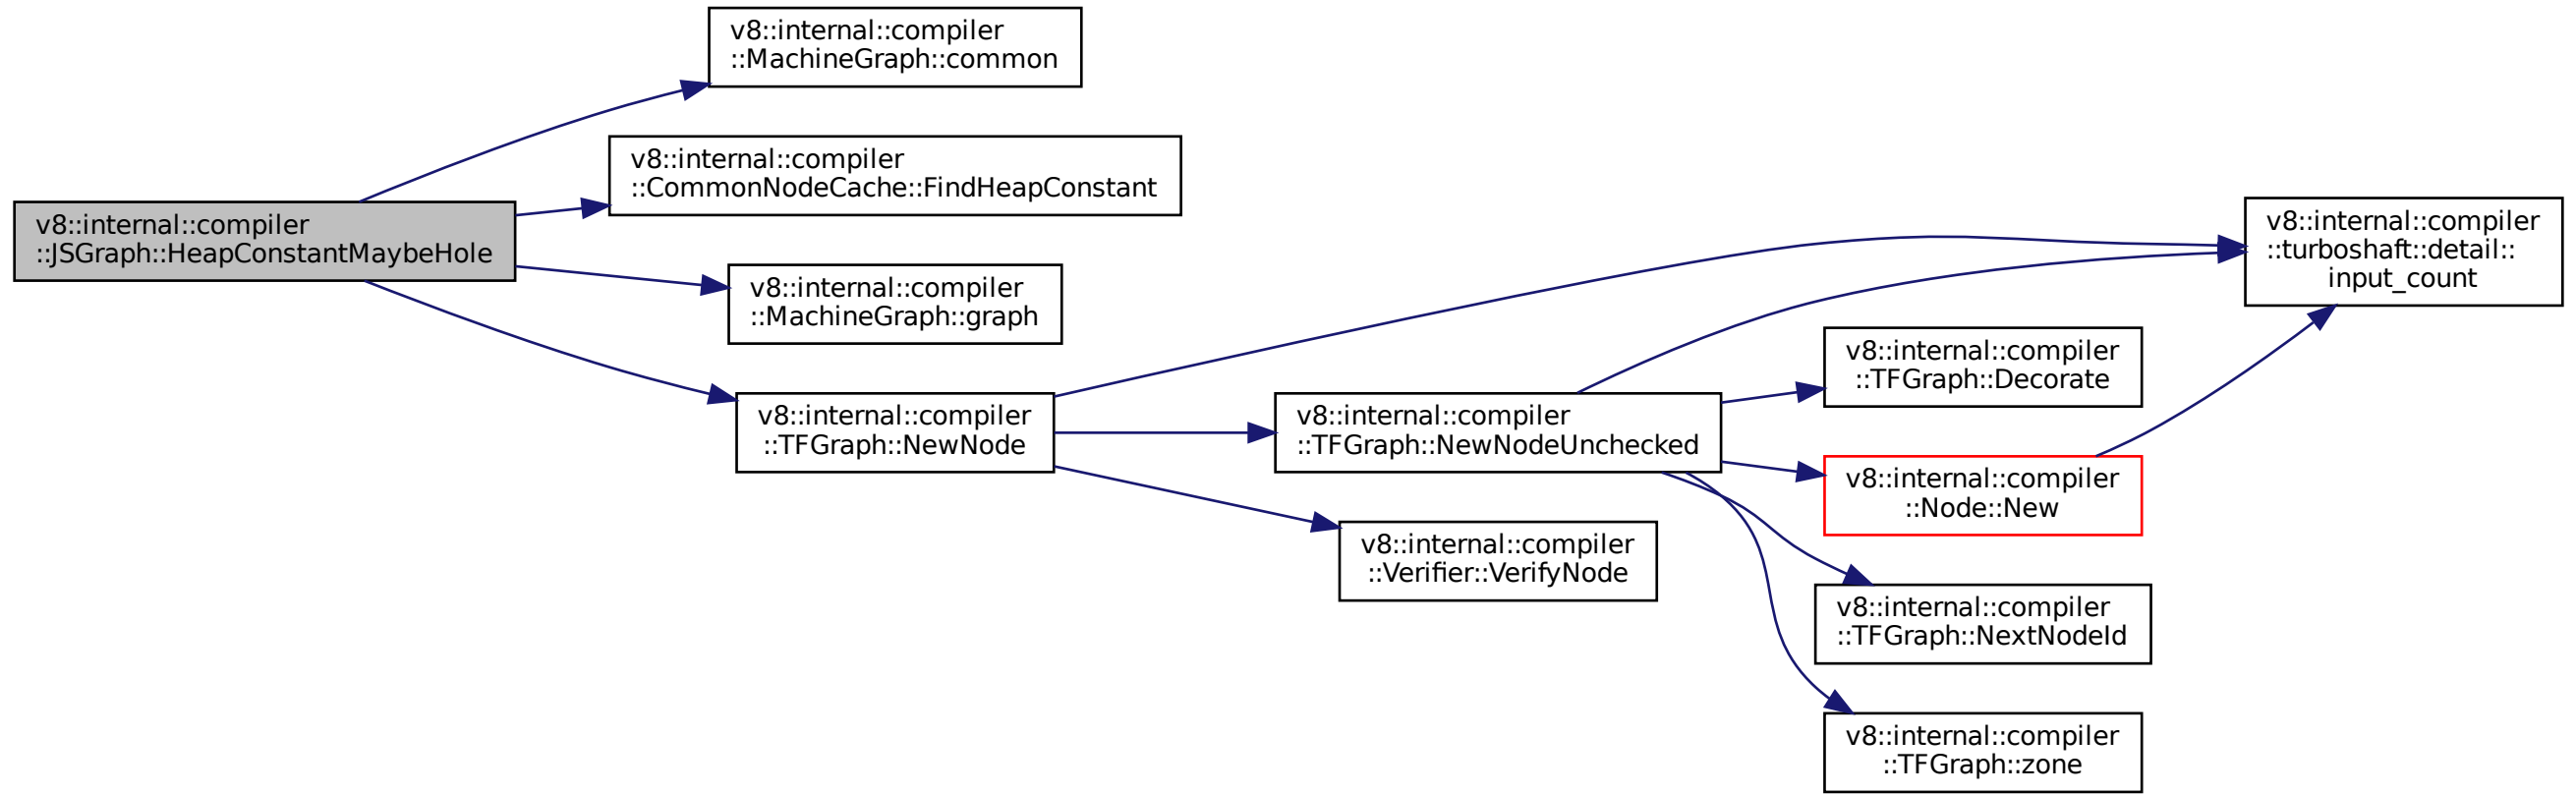 v8::internal::compiler
::MachineGraph::common
v8::internal::compiler
::CommonNodeCache::FindHeapConstant
v8::internal::compiler
::JSGraph::HeapConstantMaybeHole
v8::internal::compiler
::MachineGraph::graph
v8::internal::compiler
::TFGraph::NewNode
v8::internal::compiler
::TFGraph::NewNodeUnchecked
v8::internal::compiler
::Verifier::VerifyNode
v8::internal::compiler
::turboshaft::detail::
input_count
v8::internal::compiler
::TFGraph::Decorate
v8::internal::compiler
::Node::New
v8::internal::compiler
::TFGraph::NextNodeId
v8::internal::compiler
::TFGraph::zone